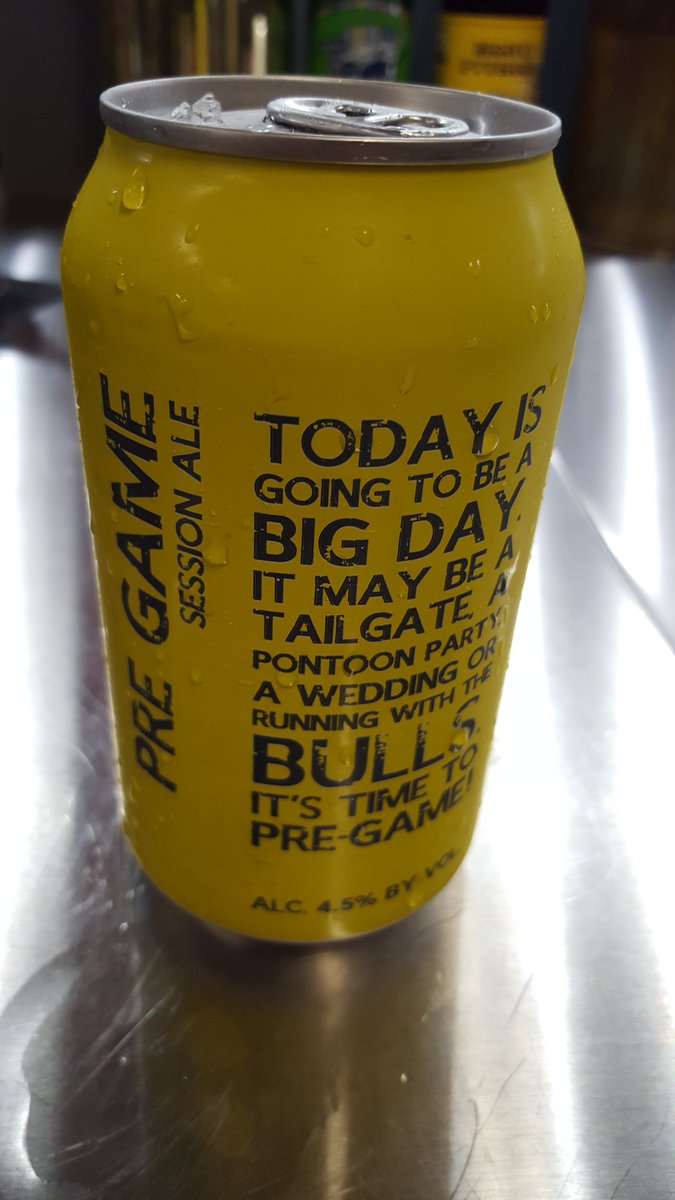 PRE GAME
SESSION ALE
TODAY IS
GOING TO BE A
BIG DAY.
IT MAY BE A
TAILGATE, A
PONTOON PARTY,
A WEDDING OR
RUNNING WITH THE
BULLS.
IT'S TIME TO
PRE-GAME!
ALC. 4.5% BY VOL